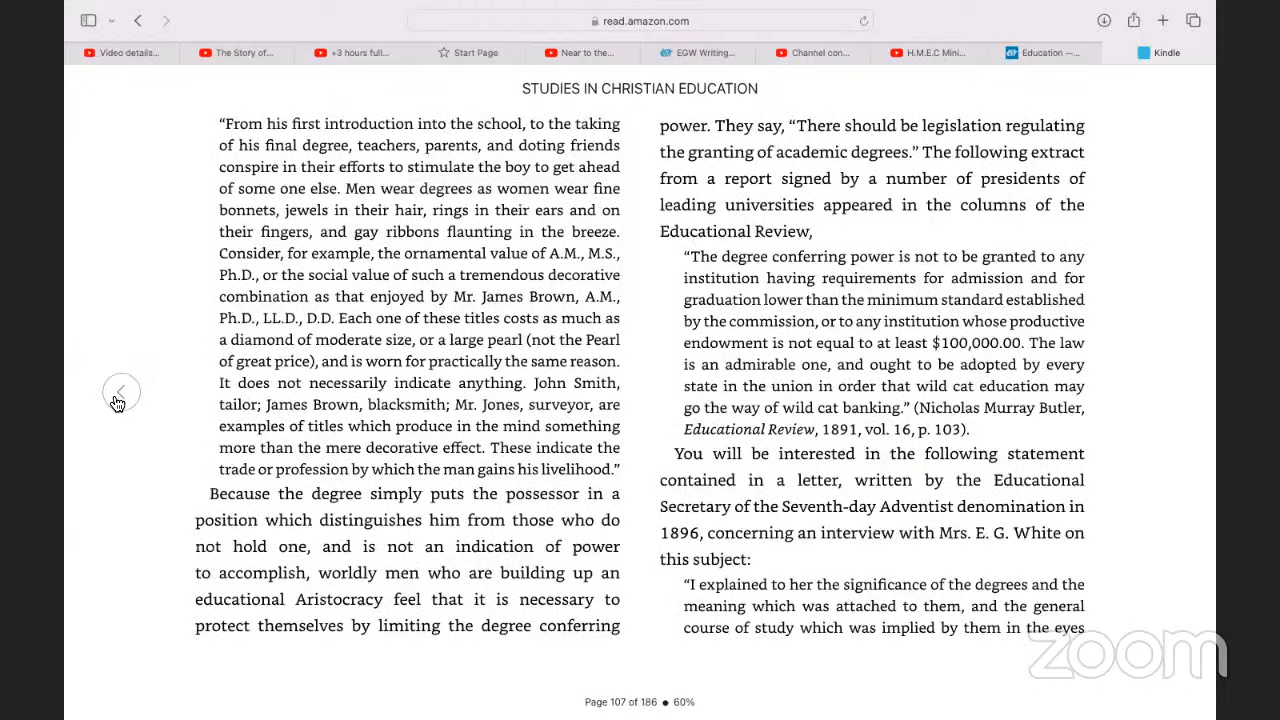 read.amazon.com
Video details...
The Story of...
+3 hours full...
Start Page
Near to the...
EGW Writing...
Channel con...
H.M.E.C Mini...
Education —...
Kindle
STUDIES IN CHRISTIAN EDUCATION
“From his first introduction into the school, to the taking
of his final degree, teachers, parents, and doting friends
conspire in their efforts to stimulate the boy to get ahead
of some one else. Men wear degrees as women wear fine
bonnets, jewels in their hair, rings in their ears and on
their fingers, and gay ribbons flaunting in the breeze.
Consider, for example, the ornamental value of A.M., M.S.,
Ph.D., or the social value of such a tremendous decorative
combination as that enjoyed by Mr. James Brown, A.M.,
Ph.D., LL.D., D.D. Each one of these titles costs as much as
a diamond of moderate size, or a large pearl (not the Pearl
of great price), and is worn for practically the same reason.
It does not necessarily indicate anything. John Smith,
tailor; James Brown, blacksmith; Mr. Jones, surveyor, are
examples of titles which produce in the mind something
more than the mere decorative effect. These indicate the
trade or profession by which the man gains his livelihood.”
Because the degree simply puts the possessor in a
position which distinguishes him from those who do
not hold one, and is not an indication of power
to accomplish, worldly men who are building up an
educational Aristocracy feel that it is necessary to
protect themselves by limiting the degree conferring
power. They say, “There should be legislation regulating
the granting of academic degrees.” The following extract
from a report signed by a number of presidents of
leading universities appeared in the columns of the
Educational Review,
“The degree conferring power is not to be granted to any
institution having requirements for admission and for
graduation lower than the minimum standard established
by the commission, or to any institution whose productive
endowment is not equal to at least $100,000.00. The law
is an admirable one, and ought to be adopted by every
state in the union in order that wild cat education may
go the way of wild cat banking.” (Nicholas Murray Butler,
Educational Review, 1891, vol. 16, p. 103).
You will be interested in the following statement
contained in a letter, written by the Educational
Secretary of the Seventh-day Adventist denomination in
1896, concerning an interview with Mrs. E. G. White on
this subject:
“I explained to her the significance of the degrees and the
meaning which was attached to them, and the general
course of study which was implied by them in the eyes
zoom
Page 107 of 186 ● 60%